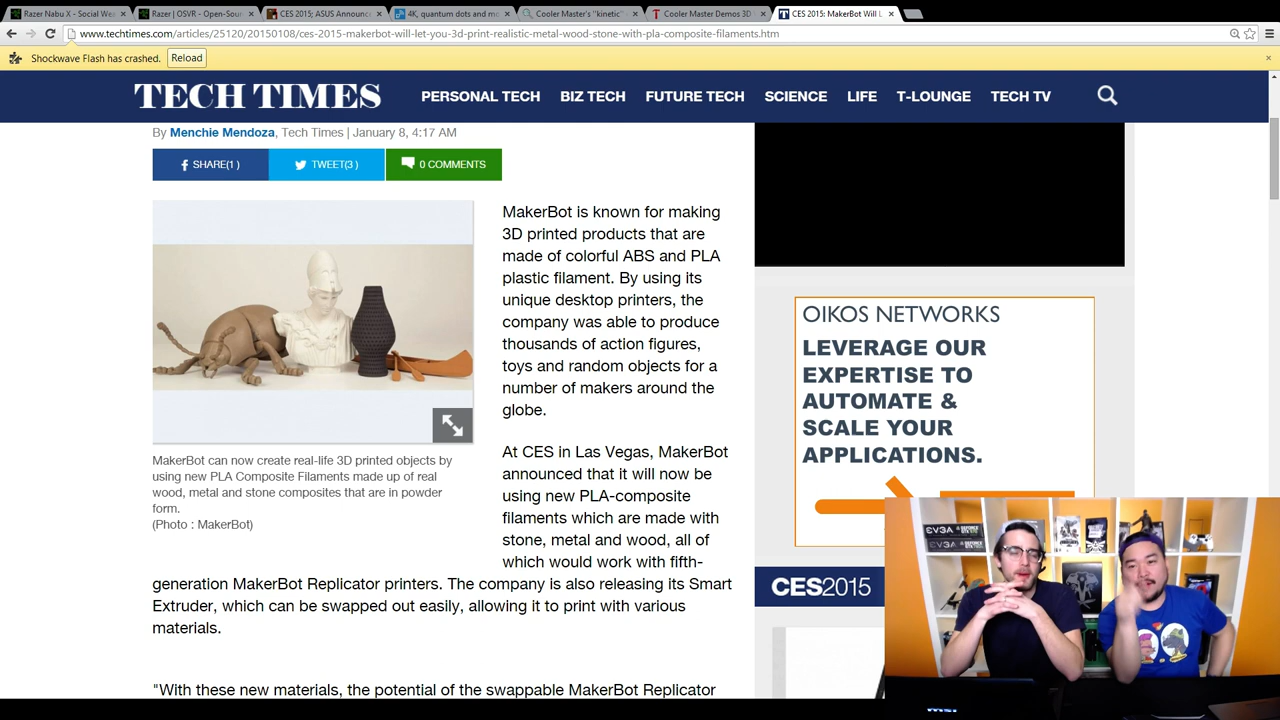 Razer Nabu X - Social We
Razer | OSVR - Open-Sou
CES 2015; ASUS Announ
4K, quantum dots and mo
Cooler Master's "kinetic"
Cooler Master Demos 3D
CES 2015: MakerBot Will L
www.techtimes.com/articles/25120/20150108/ces-2015-makerbot-will-let-you-3d-print-realistic-metal-wood-stone-with-pla-composite-filaments.htm
Shockwave Flash has crashed. Reload
TECH TIMES
PERSONAL TECH BIZ TECH FUTURE TECH SCIENCE LIFE T-LOUNGE TECH TV
By Menchie Mendoza, Tech Times | January 8, 4:17 AM
SHARE(1 ) TWEET(3 ) 0 COMMENTS
MakerBot can now create real-life 3D printed objects by
using new PLA Composite Filaments made up of real
wood, metal and stone composites that are in powder
form.
(Photo : MakerBot)
MakerBot is known for making
3D printed products that are
made of colorful ABS and PLA
plastic filament. By using its
unique desktop printers, the
company was able to produce
thousands of action figures,
toys and random objects for a
number of makers around the
globe.
At CES in Las Vegas, MakerBot
announced that it will now be
using new PLA-composite
filaments which are made with
stone, metal and wood, all of
which would work with fifth-
generation MakerBot Replicator printers. The company is also releasing its Smart
Extruder, which can be swapped out easily, allowing it to print with various
materials.
"With these new materials, the potential of the swappable MakerBot Replicator
OIKOS NETWORKS
LEVERAGE OUR
EXPERTISE TO
AUTOMATE &
SCALE YOUR
APPLICATIONS.
CES2015